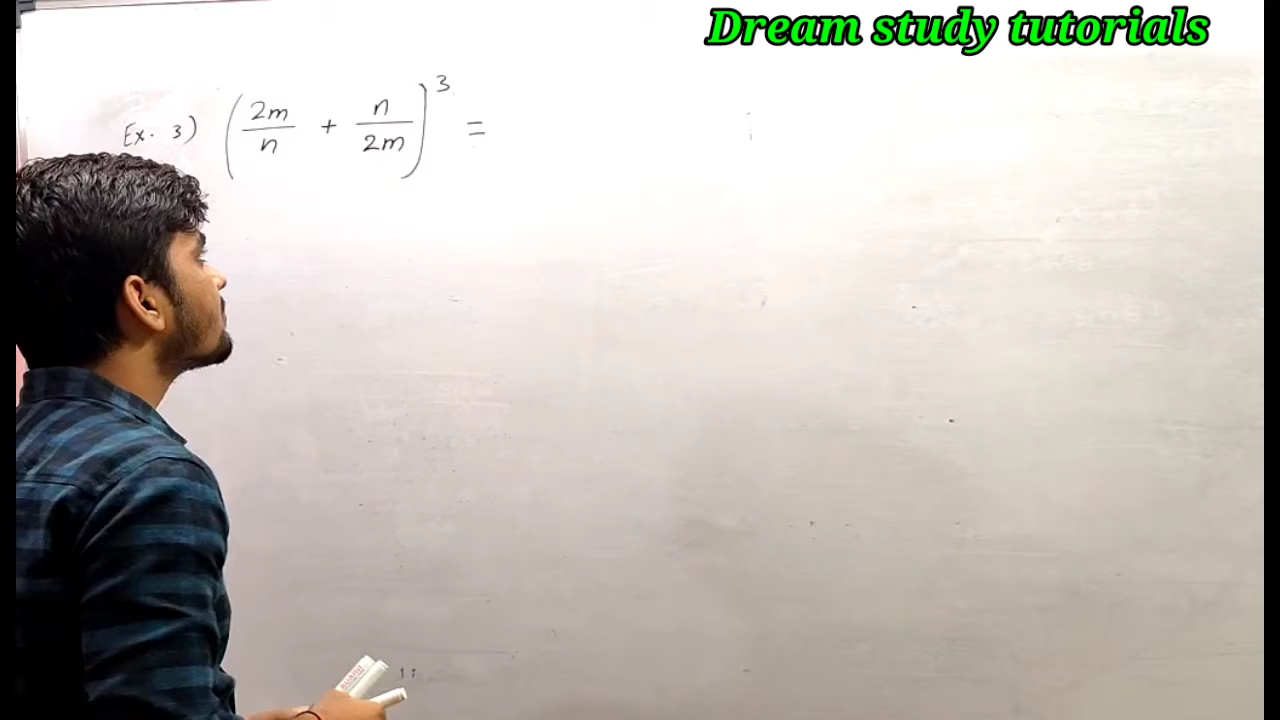 Dream study tutorials
Ex. 3) (2m/n + n/2m)³ =